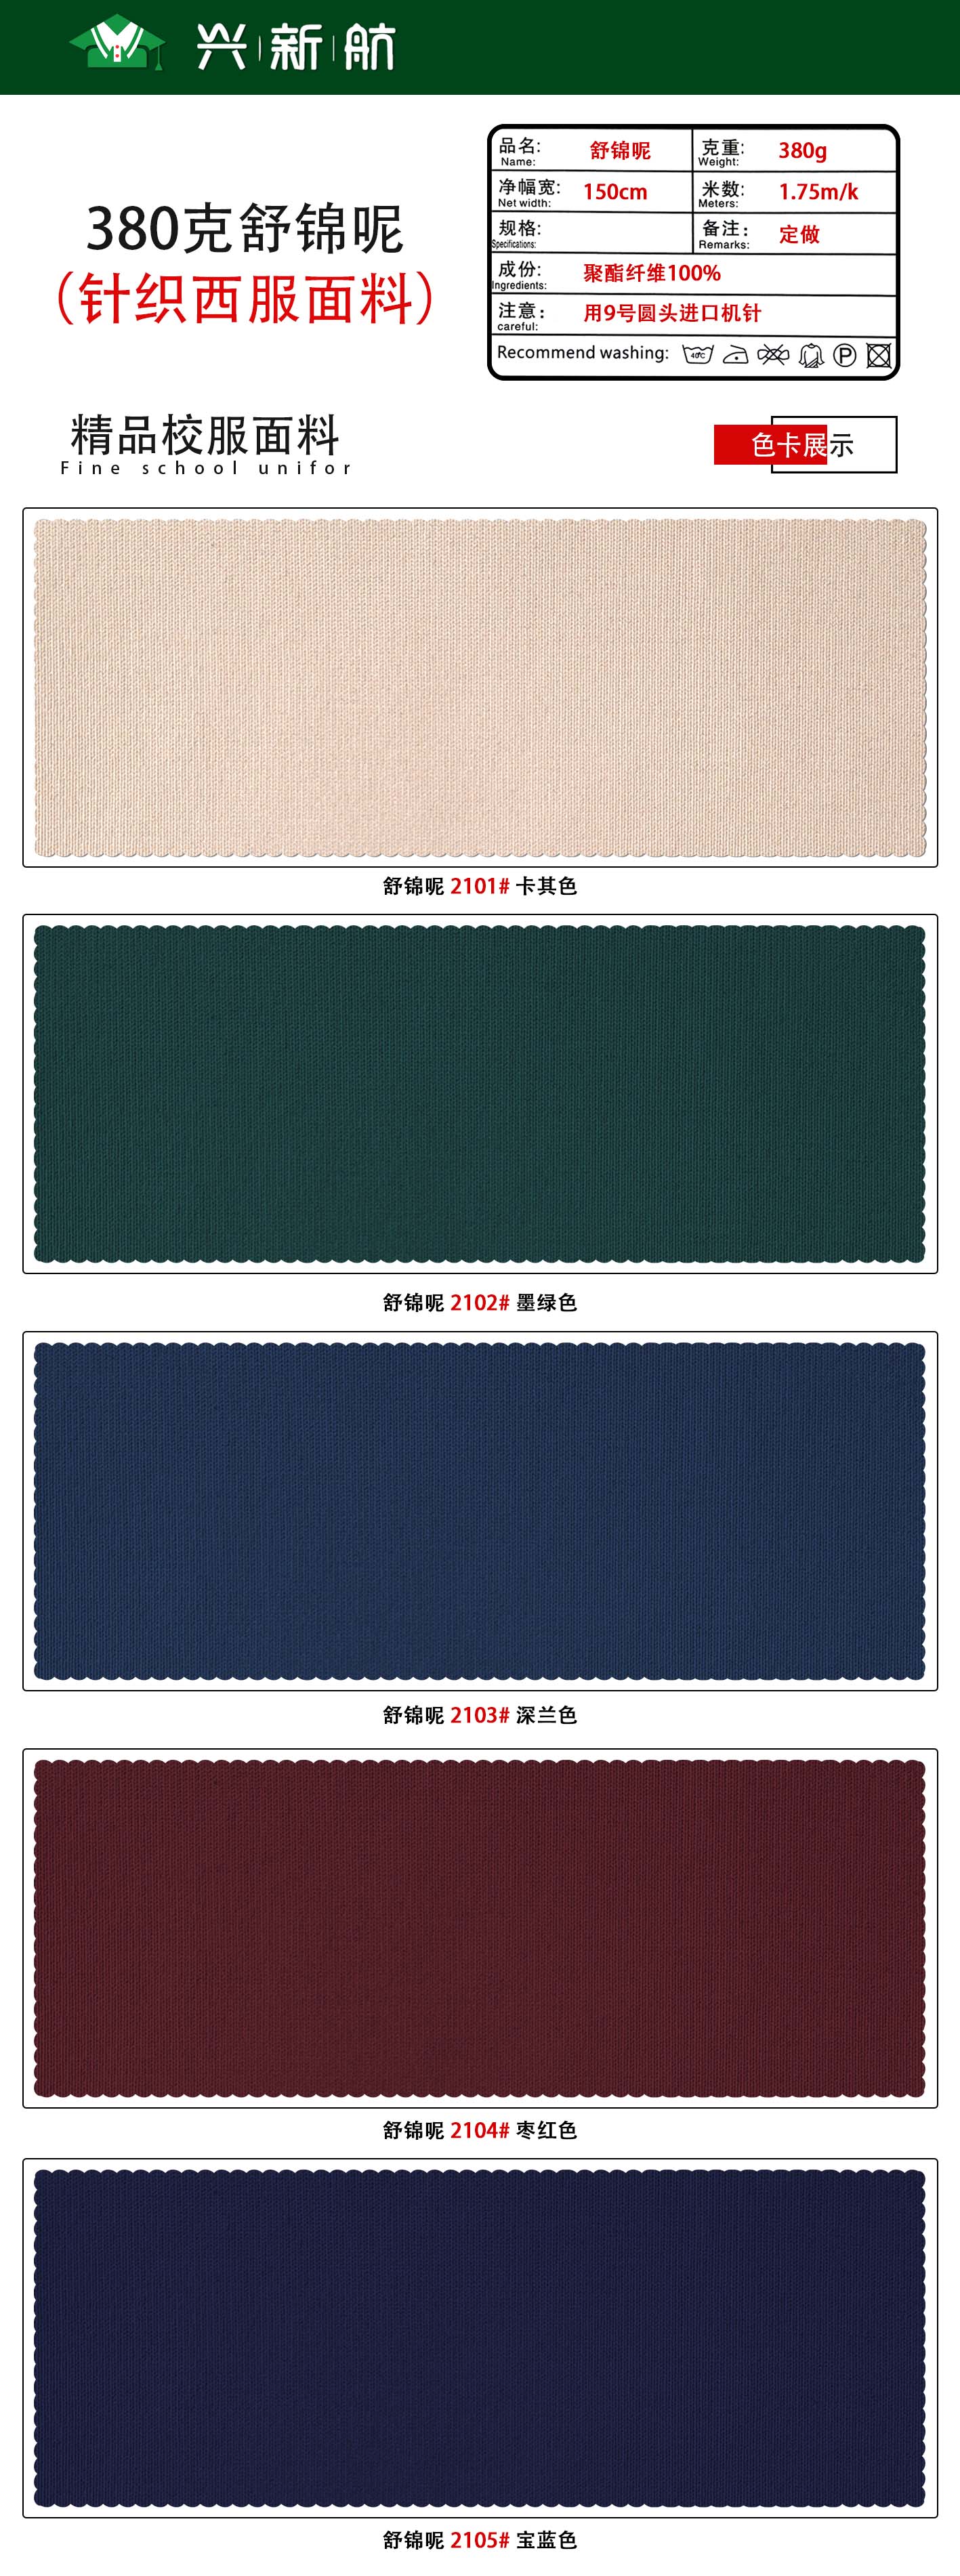 兴新航
380克舒锦呢
（针织西服面料）
品名: 舒锦呢 克重: 380g
Name: Weight:
净幅宽: 150cm 米数: 1.75m/k
Net width: Meters:
规格: 备注: 定做
Specifications: Remarks:
成份: 聚酯纤维100%
Ingredients:
注意: 用9号圆头进口机针
careful:
Recommend washing: 40℃ P
精品校服面料
Fine school unifor
色卡展示
舒锦呢 2101# 卡其色
舒锦呢 2102# 墨绿色
舒锦呢 2103# 深兰色
舒锦呢 2104# 枣红色
舒锦呢 2105# 宝蓝色